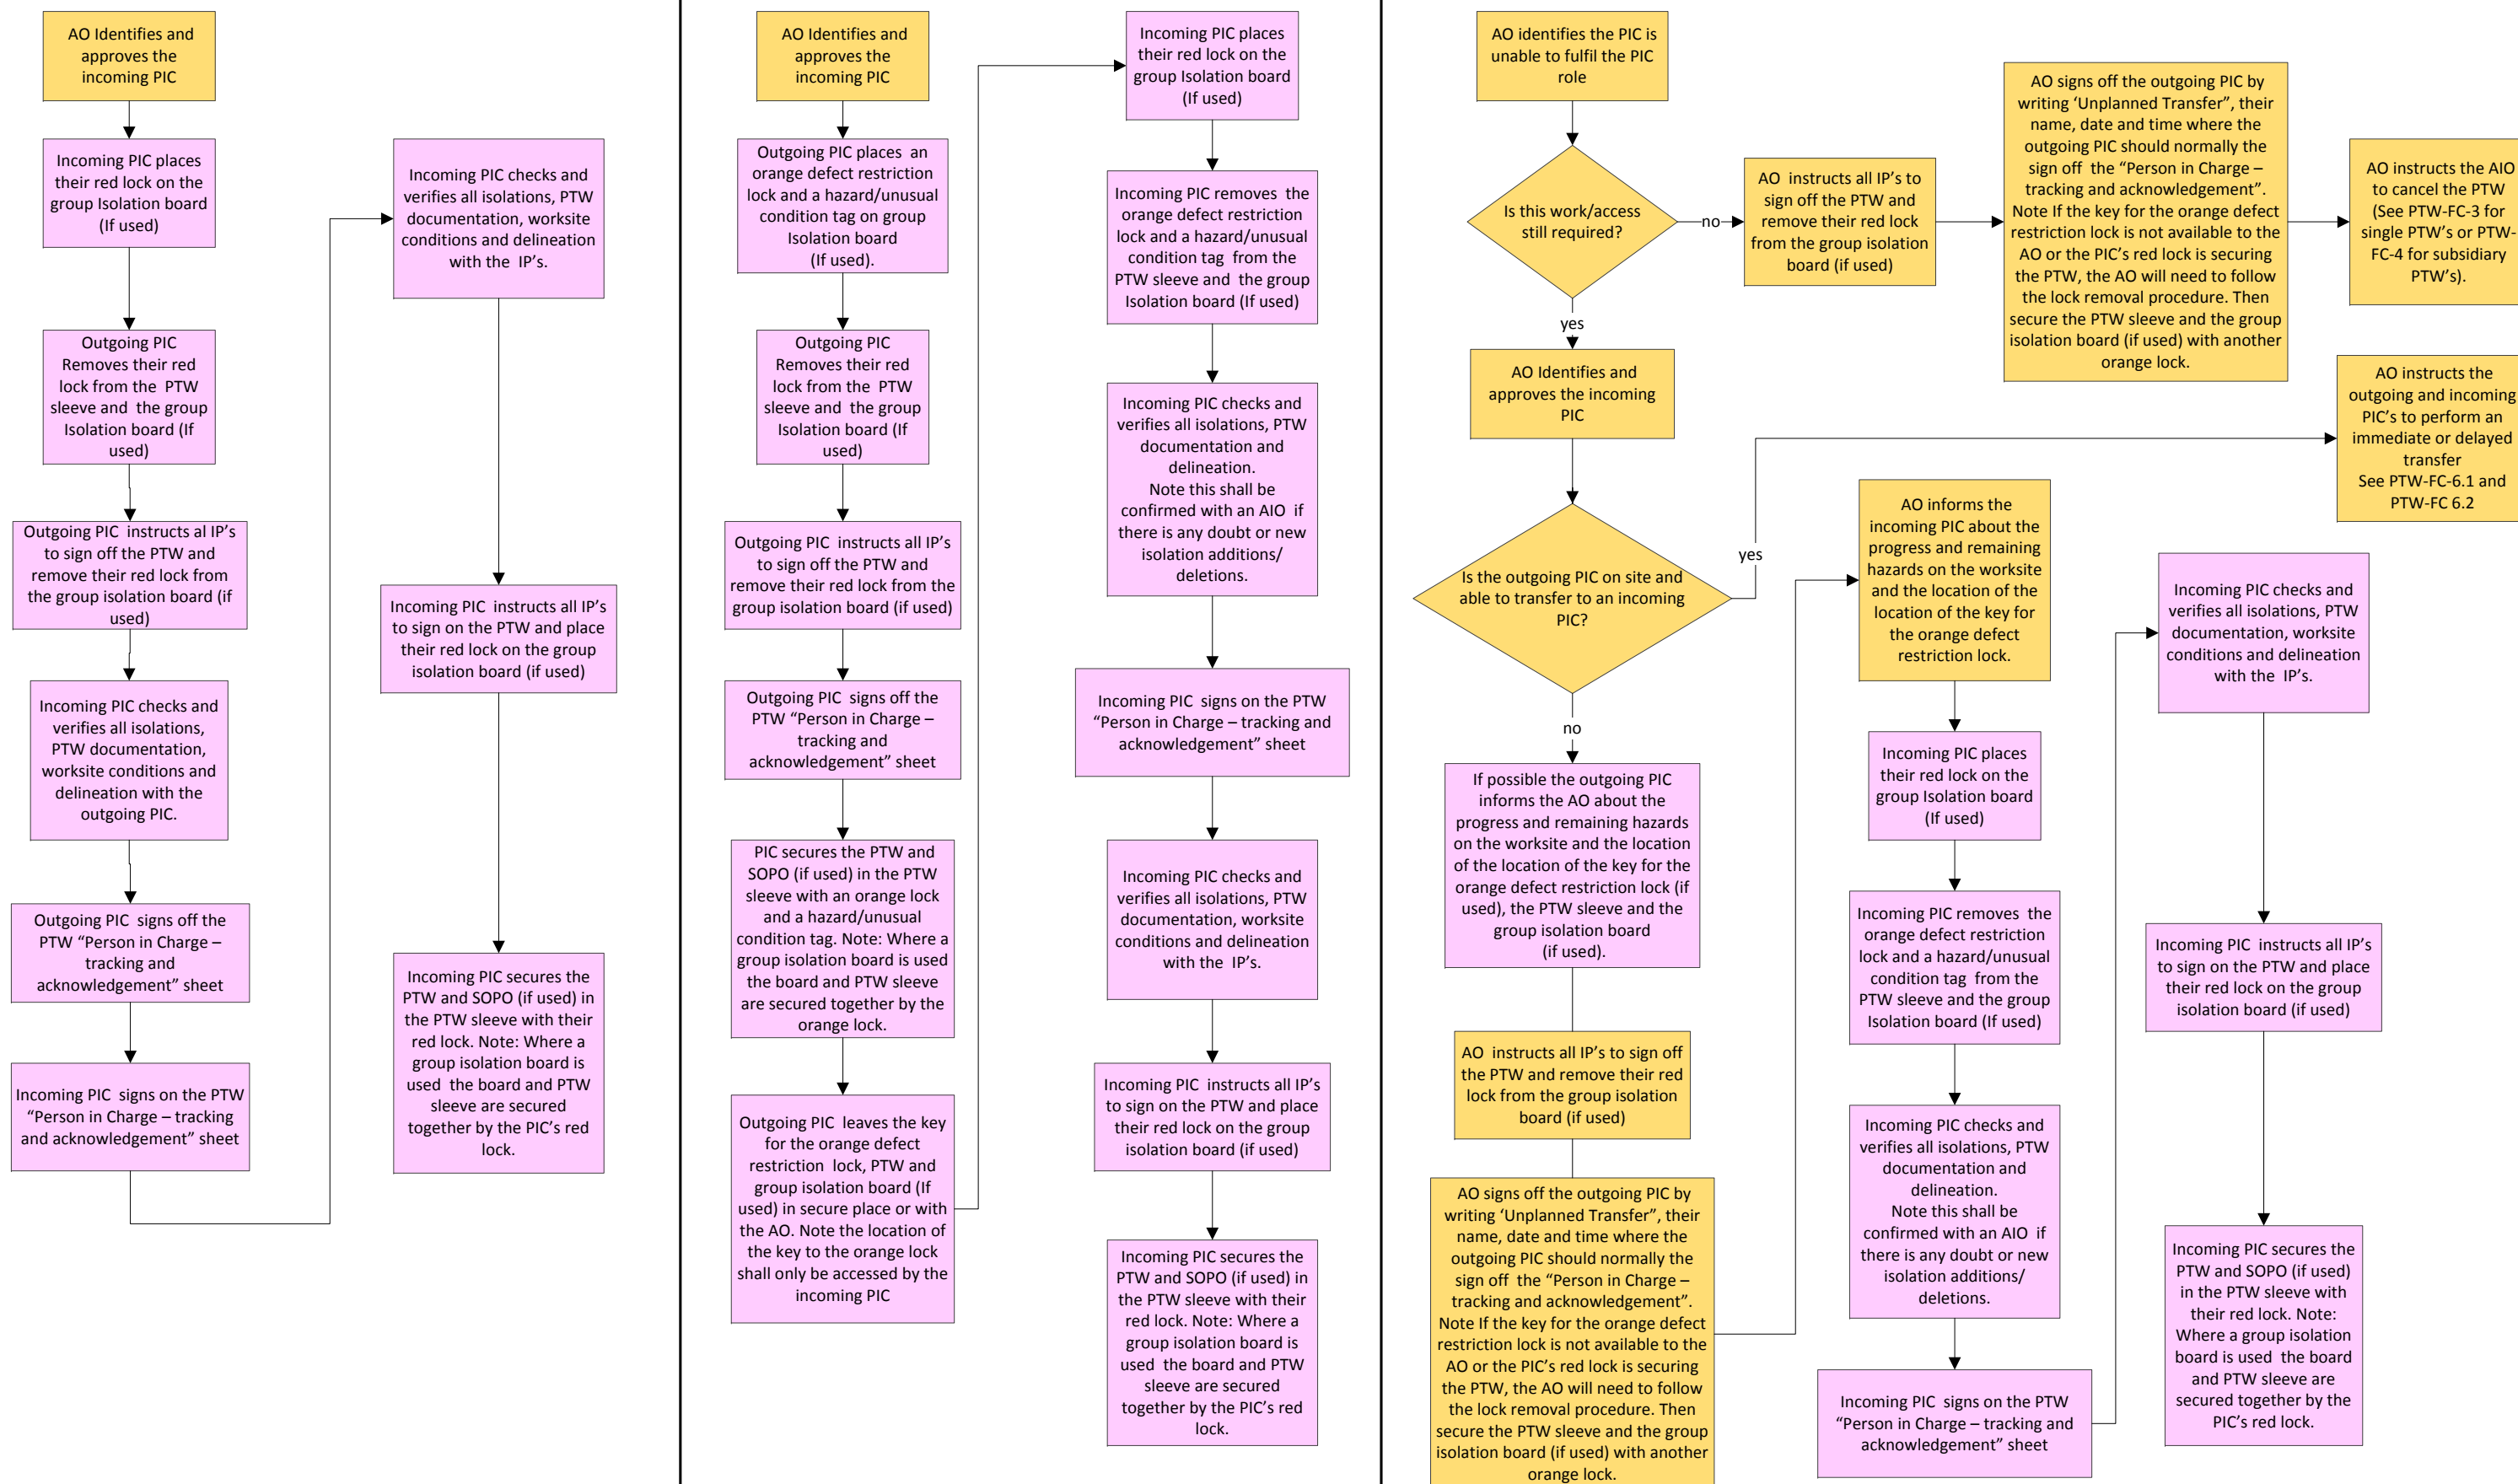 AO Identifies and
approves the
incoming PIC
Incoming PIC places
their red lock on the
group Isolation board
(If used)
Outgoing PIC
Removes their red
lock from the PTW
sleeve and the group
Isolation board (If
used)
Outgoing PIC instructs al IP's
to sign off the PTW and
remove their red lock from
the group isolation board (if
used)
Incoming PIC checks and
verifies all isolations,
PTW documentation,
worksite conditions and
delineation with the
outgoing PIC.
Outgoing PIC signs off the
PTW “Person in Charge –
tracking and
acknowledgement” sheet
Incoming PIC signs on the PTW
“Person in Charge – tracking
and acknowledgement” sheet
Incoming PIC checks and
verifies all isolations, PTW
documentation, worksite
conditions and delineation
with the IP's.
Incoming PIC instructs all IP's
to sign on the PTW and place
their red lock on the group
isolation board (if used)
Incoming PIC secures the
PTW and SOPO (if used) in
the PTW sleeve with their
red lock. Note: Where a
group isolation board is
used the board and PTW
sleeve are secured
together by the PIC's red
lock.
AO Identifies and
approves the
incoming PIC
Outgoing PIC places an
orange defect restriction
lock and a hazard/unusual
condition tag on group
Isolation board
(If used).
Outgoing PIC
Removes their red
lock from the PTW
sleeve and the group
Isolation board (If
used)
Outgoing PIC instructs all IP's
to sign off the PTW and
remove their red lock from the
group isolation board (if used)
Outgoing PIC signs off the
PTW “Person in Charge –
tracking and
acknowledgement” sheet
PIC secures the PTW and
SOPO (if used) in the PTW
sleeve with an orange lock
and a hazard/unusual
condition tag. Note: Where a
group isolation board is used
the board and PTW sleeve
are secured together by the
orange lock.
Outgoing PIC leaves the key
for the orange defect
restriction lock, PTW and
group isolation board (If
used) in secure place or with
the AO. Note the location of
the key to the orange lock
shall only be accessed by the
incoming PIC
Incoming PIC places
their red lock on the
group Isolation board
(If used)
Incoming PIC removes the
orange defect restriction
lock and a hazard/unusual
condition tag from the
PTW sleeve and the group
Isolation board (If used)
Incoming PIC checks and
verifies all isolations, PTW
documentation and
delineation.
Note this shall be
confirmed with an AIO if
there is any doubt or new
isolation additions/
deletions.
Incoming PIC signs on the PTW
“Person in Charge – tracking and
acknowledgement” sheet
Incoming PIC checks and
verifies all isolations, PTW
documentation, worksite
conditions and delineation
with the IP's.
Incoming PIC instructs all IP's
to sign on the PTW and place
their red lock on the group
isolation board (if used)
Incoming PIC secures the
PTW and SOPO (if used) in
the PTW sleeve with their
red lock. Note: Where a
group isolation board is
used the board and PTW
sleeve are secured
together by the PIC's red
lock.
AO identifies the PIC is
unable to fulfil the PIC
role
Is this work/access
still required?
no
AO instructs all IP's to
sign off the PTW and
remove their red lock
from the group isolation
board (if used)
AO signs off the outgoing PIC by
writing ‘Unplanned Transfer”, their
name, date and time where the
outgoing PIC should normally the
sign off the “Person in Charge –
tracking and acknowledgement”.
Note If the key for the orange defect
restriction lock is not available to the
AO or the PIC's red lock is securing
the PTW, the AO will need to follow
the lock removal procedure. Then
secure the PTW sleeve and the group
isolation board (if used) with another
orange lock.
AO instructs the AIO
to cancel the PTW
(See PTW-FC-3 for
single PTW's or PTW-
FC-4 for subsidiary
PTW's).
yes
AO Identifies and
approves the incoming
PIC
Is the outgoing PIC on site and
able to transfer to an incoming
PIC?
yes
AO instructs the
outgoing and incoming
PIC's to perform an
immediate or delayed
transfer
See PTW-FC-6.1 and
PTW-FC 6.2
no
If possible the outgoing PIC
informs the AO about the
progress and remaining hazards
on the worksite and the location
of the location of the key for the
orange defect restriction lock (if
used), the PTW sleeve and the
group isolation board
(if used).
AO instructs all IP's to sign off
the PTW and remove their red
lock from the group isolation
board (if used)
AO signs off the outgoing PIC by
writing ‘Unplanned Transfer”, their
name, date and time where the
outgoing PIC should normally the
sign off the “Person in Charge –
tracking and acknowledgement”.
Note If the key for the orange defect
restriction lock is not available to the
AO or the PIC's red lock is securing
the PTW, the AO will need to follow
the lock removal procedure. Then
secure the PTW sleeve and the group
isolation board (if used) with another
orange lock.
AO informs the
incoming PIC about the
progress and remaining
hazards on the worksite
and the location of the
location of the key for
the orange defect
restriction lock.
Incoming PIC places
their red lock on the
group Isolation board
(If used)
Incoming PIC removes the
orange defect restriction
lock and a hazard/unusual
condition tag from the
PTW sleeve and the group
Isolation board (If used)
Incoming PIC checks and
verifies all isolations, PTW
documentation and
delineation.
Note this shall be
confirmed with an AIO if
there is any doubt or new
isolation additions/
deletions.
Incoming PIC signs on the PTW
“Person in Charge – tracking and
acknowledgement” sheet
Incoming PIC checks and
verifies all isolations, PTW
documentation, worksite
conditions and delineation
with the IP's.
Incoming PIC instructs all IP's
to sign on the PTW and place
their red lock on the group
isolation board (if used)
Incoming PIC secures the
PTW and SOPO (if used)
in the PTW sleeve with
their red lock. Note:
Where a group isolation
board is used the board
and PTW sleeve are
secured together by the
PIC's red lock.